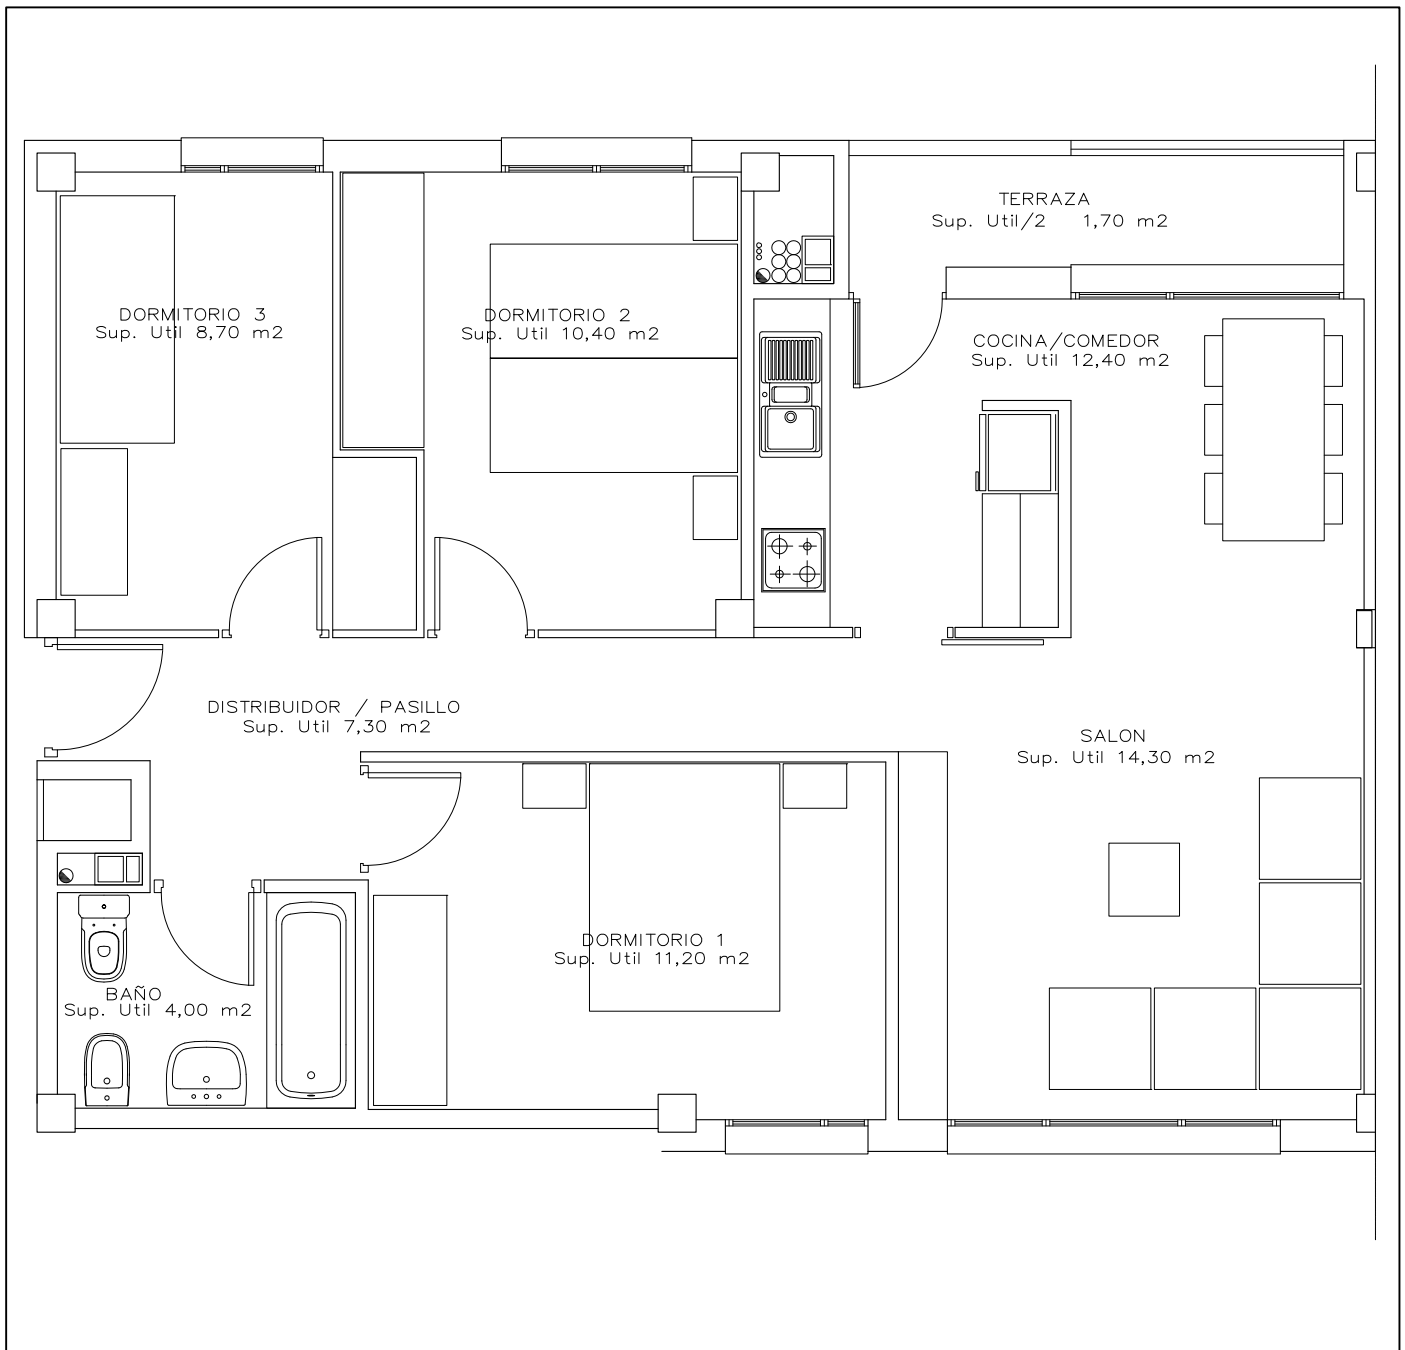 TERRAZA
Sup. Util/2 1,70 m2
DORMITORIO 3
Sup. Util 8,70 m2
DORMITORIO 2
Sup. Util 10,40 m2
COCINA/COMEDOR
Sup. Util 12,40 m2
DISTRIBUIDOR / PASILLO
Sup. Util 7,30 m2
SALON
Sup. Util 14,30 m2
DORMITORIO 1
Sup. Util 11,20 m2
BAÑO
Sup. Util 4,00 m2